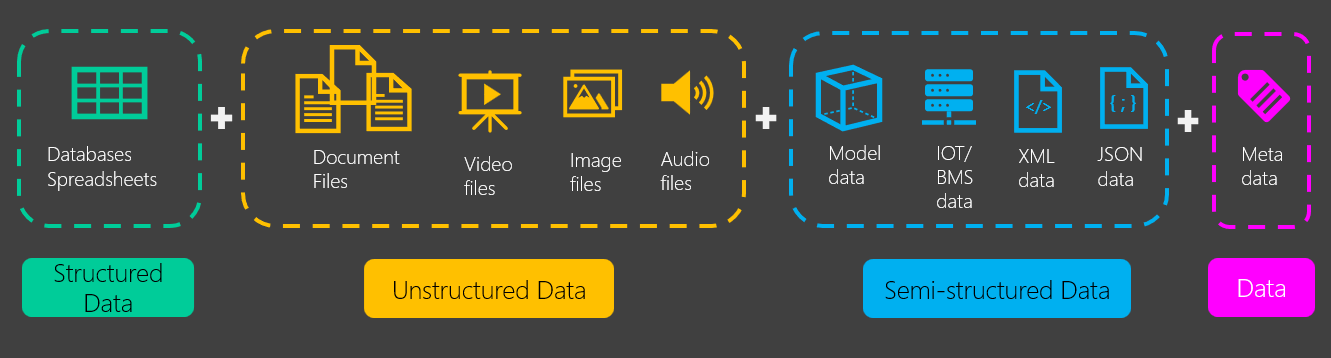 Databases
Spreadsheets
Document
Files
Video
files
Image
files
Audio
files
Model
data
IOT/
BMS
data
</>
XML
data
{;}
JSON
data
Meta
data
Structured
Data
Unstructured Data
Semi-structured Data
Data